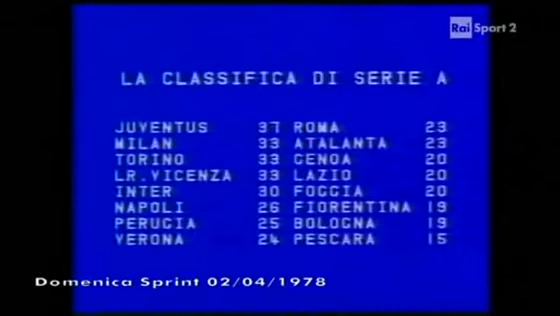 Rai Sport 2
LA CLASSIFICA DI SERIE A
JUVENTUS 37 ROMA 23
MILAN 33 ATALANTA 23
TORINO 33 GENOA 20
LR.VICENZA 33 LAZIO 20
INTER 30 FOGGIA 20
NAPOLI 26 FIORENTINA 19
PERUGIA 25 BOLOGNA 19
VERONA 24 PESCARA 15
Domenica Sprint 02/04/1978